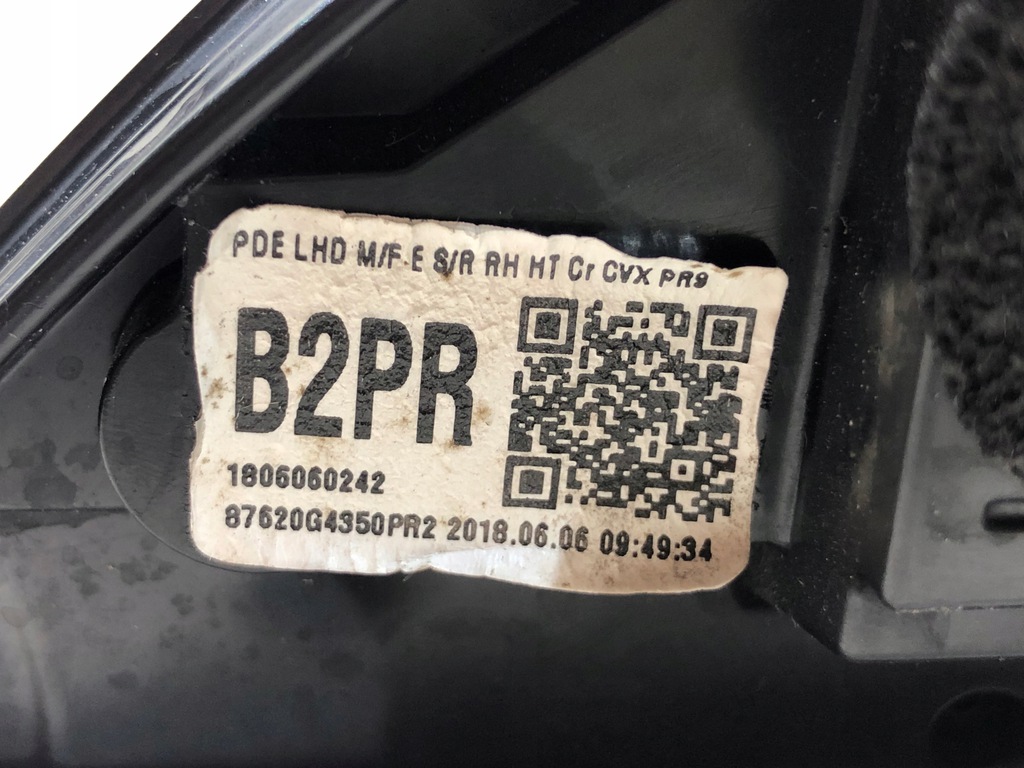 PDE LHD M/F E S/R RH HT Cr CVX PR9
B2PR
1806060242
87620G4350PR2 2018.06.06 09:49:34